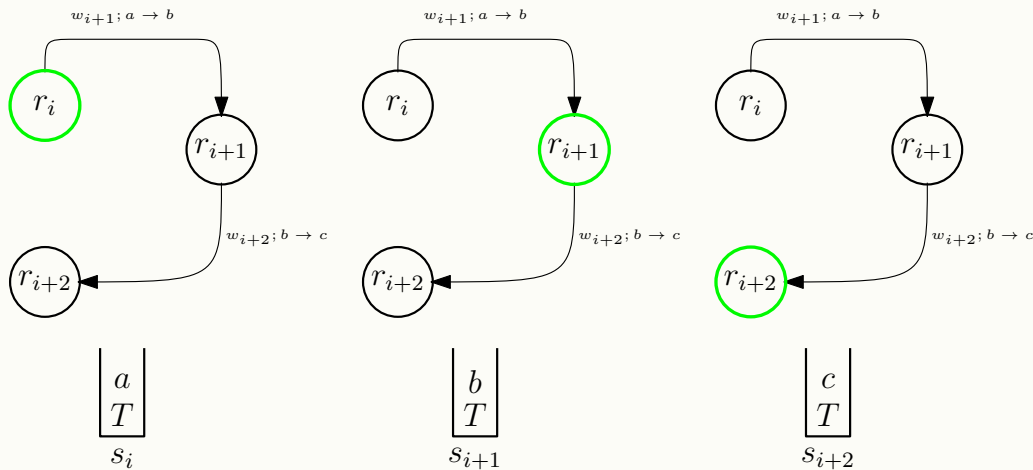 w_{i+1}; a → b
r_i
r_{i+1}
w_{i+2}; b → c
r_{i+2}
a
T
s_i
w_{i+1}; a → b
r_i
r_{i+1}
w_{i+2}; b → c
r_{i+2}
b
T
s_{i+1}
w_{i+1}; a → b
r_i
r_{i+1}
w_{i+2}; b → c
r_{i+2}
c
T
s_{i+2}